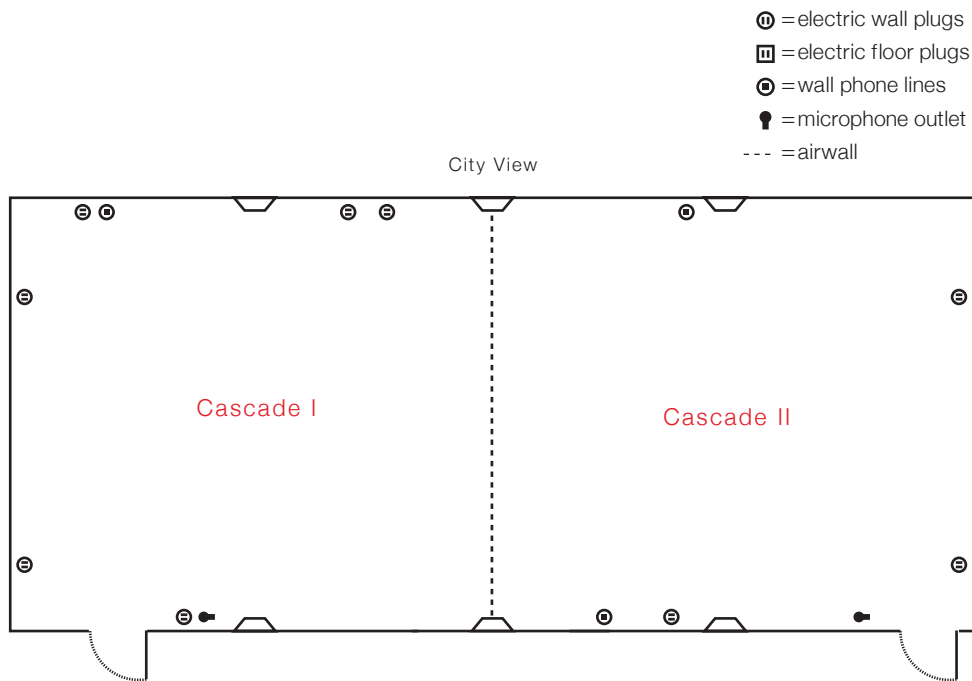 =electric wall plugs
=electric floor plugs
=wall phone lines
=microphone outlet
=airwall
City View
Cascade I
Cascade II